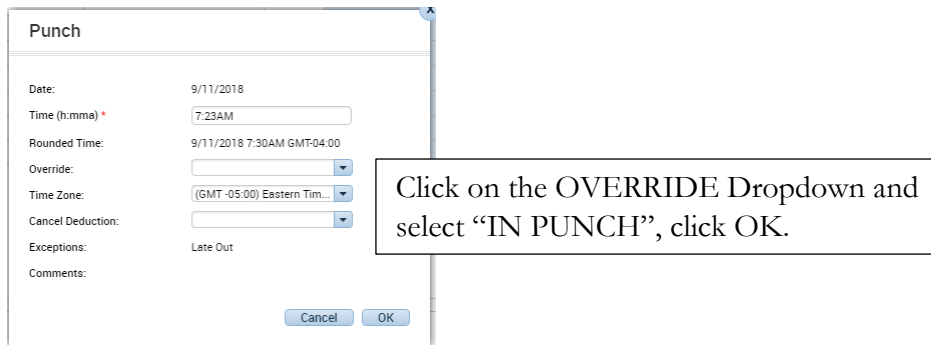 X
Punch
Date: 9/11/2018
Time (h:mma) * 7:23AM
Rounded Time: 9/11/2018 7:30AM GMT-04:00
Override:
Time Zone: (GMT -05:00) Eastern Tim...
Cancel Deduction:
Exceptions: Late Out
Comments:
Cancel OK
Click on the OVERRIDE Dropdown and
select “IN PUNCH”, click OK.